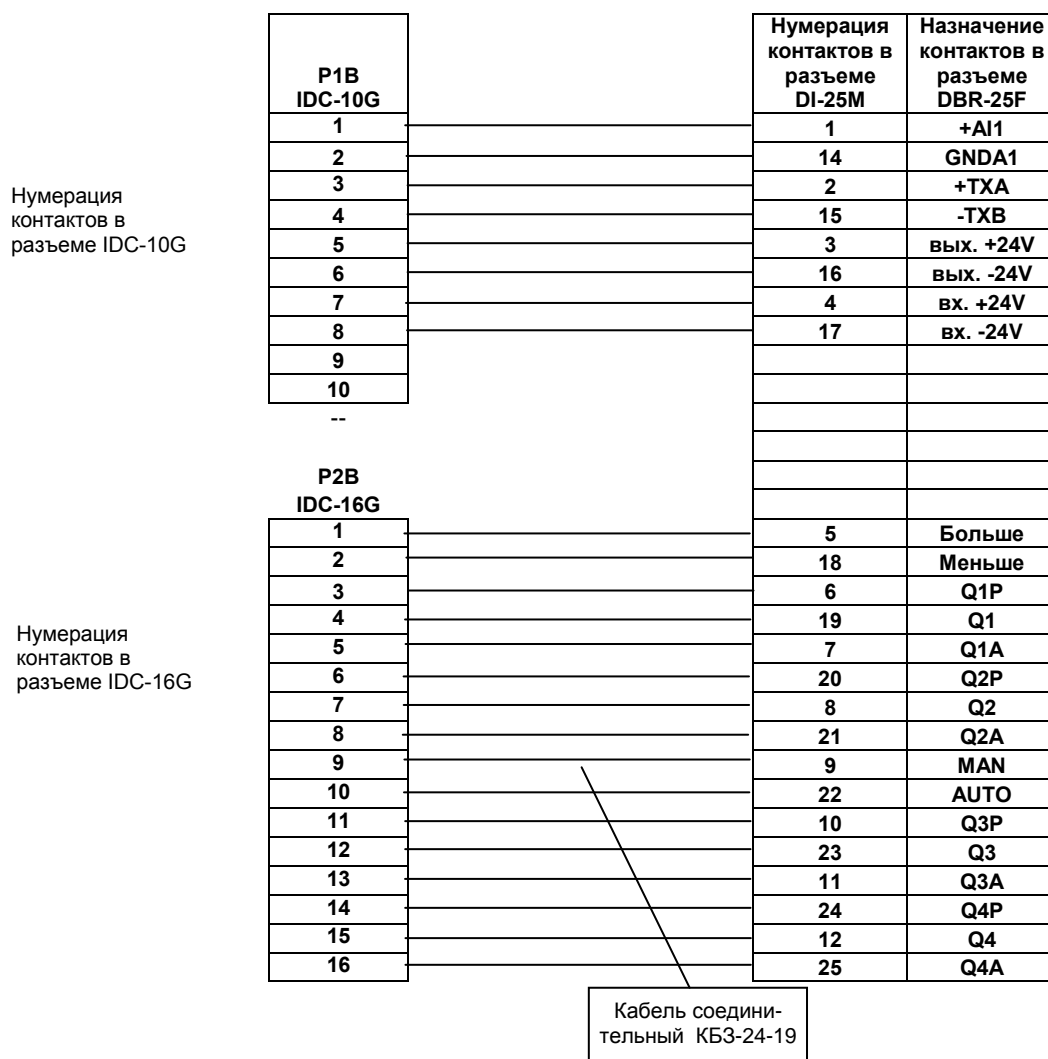 P1B
IDC-10G
Нумерация
контактов в
разъеме
DI-25M
Назначение
контактов в
разъеме
DBR-25F
Нумерация
контактов в
разъеме IDC-10G
1 1 +AI1
2 14 GNDA1
3 2 +TXA
4 15 -TXB
5 3 вых. +24V
6 16 вых. -24V
7 4 вх. +24V
8 17 вх. -24V
9
10
--
P2B
IDC-16G
Нумерация
контактов в
разъеме IDC-16G
1 5 Больше
2 18 Меньше
3 6 Q1P
4 19 Q1
5 7 Q1A
6 20 Q2P
7 8 Q2
8 21 Q2A
9 9 MAN
10 22 AUTO
11 10 Q3P
12 23 Q3
13 11 Q3A
14 24 Q4P
15 12 Q4
16 25 Q4A
Кабель соедини-
тельный КБЗ-24-19